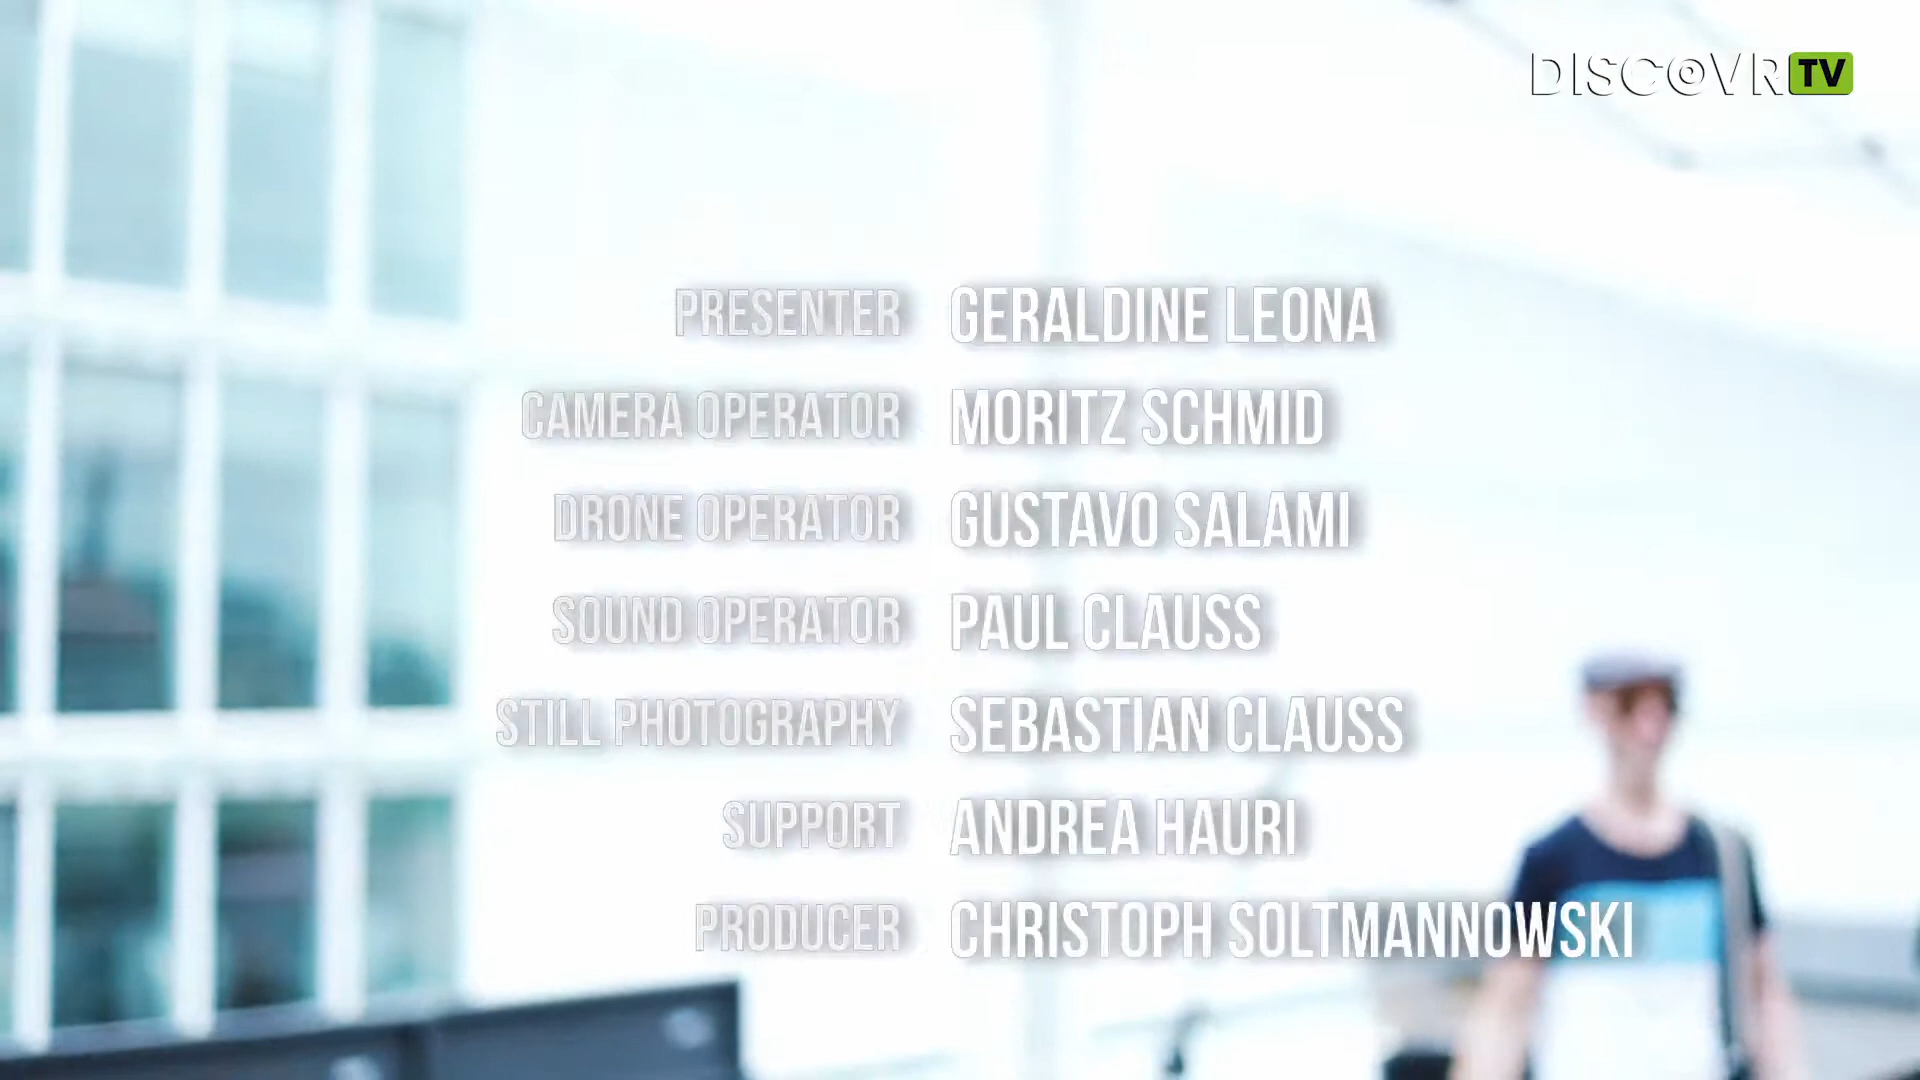 DISCOVR TV
PRESENTER GERALDINE LEONA
CAMERA OPERATOR MORITZ SCHMID
DRONE OPERATOR GUSTAVO SALAMI
SOUND OPERATOR PAUL CLAUSS
STILL PHOTOGRAPHY SEBASTIAN CLAUSS
SUPPORT ANDREA HAURI
PRODUCER CHRISTOPH SOLTMANNOWSKI